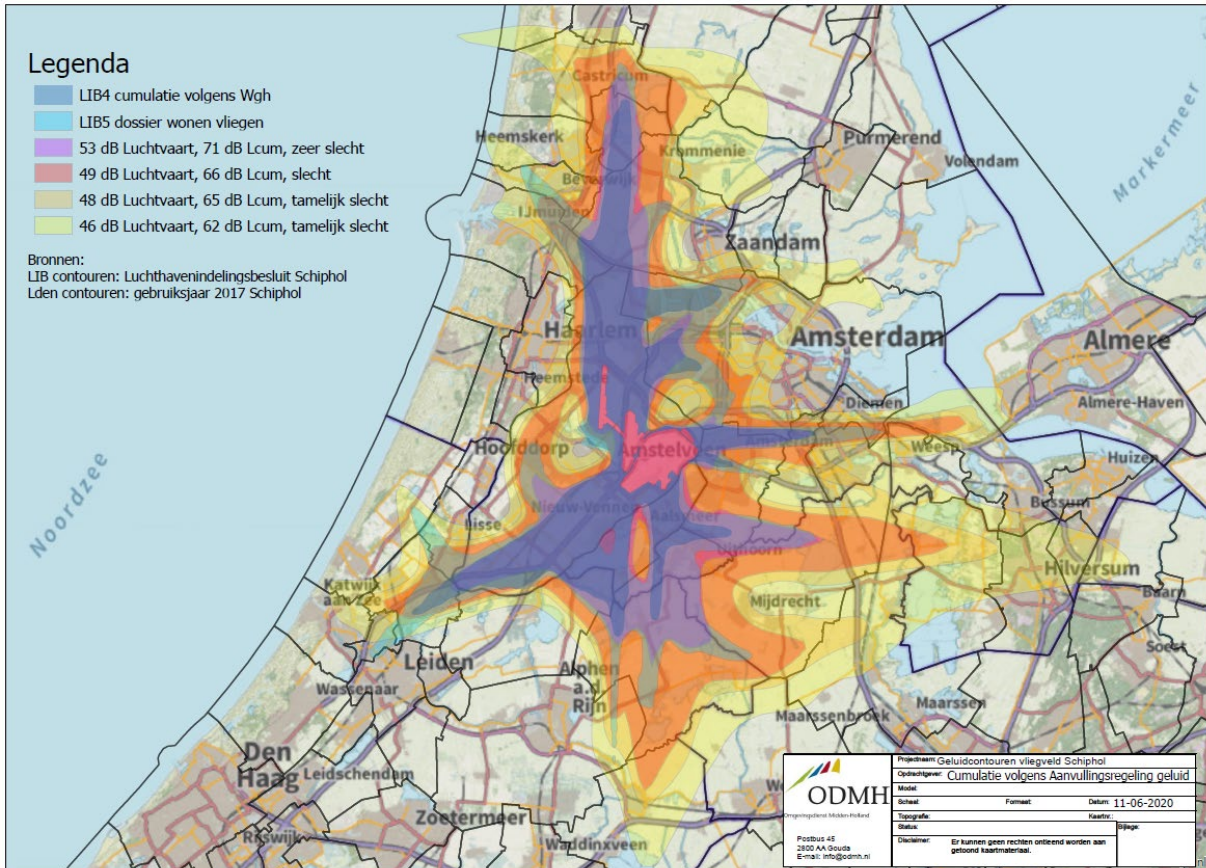 Legenda
LIB4 cumulatie volgens Wgh
LIB5 dossier wonen vliegen
53 dB Luchtvaart, 71 dB Lcum, zeer slecht
49 dB Luchtvaart, 66 dB Lcum, slecht
48 dB Luchtvaart, 65 dB Lcum, tamelijk slecht
46 dB Luchtvaart, 62 dB Lcum, tamelijk slecht
Bronnen:
LIB contouren: Luchthavenindelingsbesluit Schiphol
Lden contouren: gebruiksjaar 2017 Schiphol
Castricum
Heemskerk
Krommenie
Purmerend
Volendam
Markermeer
Beverwijk
IJmuiden
Zaandam
Haarlem
Amsterdam
Almere
Heemstede
Diemen
Almere-Haven
Hoofddorp
Amstelveen
Amsterdam
Weesp
Huizen
Noordzee
Bussum
Nieuw-Vennep
Aalsmeer
Lisse
Uithoorn
Hilversum
Katwijk
aan Zee
Mijdrecht
Baarn
Soest
Leiden
Alphen
a.d.
Rijn
Wassenaar
Maarssen
Maarssenbroek
Den
Haag
Leidschendam
Zoetermeer
Rijswijk
Waddinxveen
ODMH
Omgevingsdienst Midden-Holland
Postbus 45
2800 AA Gouda
E-mail: info@odmh.nl
Projectnaam: Geluidcontouren vliegveld Schiphol
Opdrachtgever: Cumulatie volgens Aanvullingsregeling geluid
Model:
Schaal: Formaat: Datum: 11-06-2020
Topografie: Kaartnr.:
Status: Bijlage:
Disclaimer: Er kunnen geen rechten ontleend worden aan
getoond kaartmateriaal.